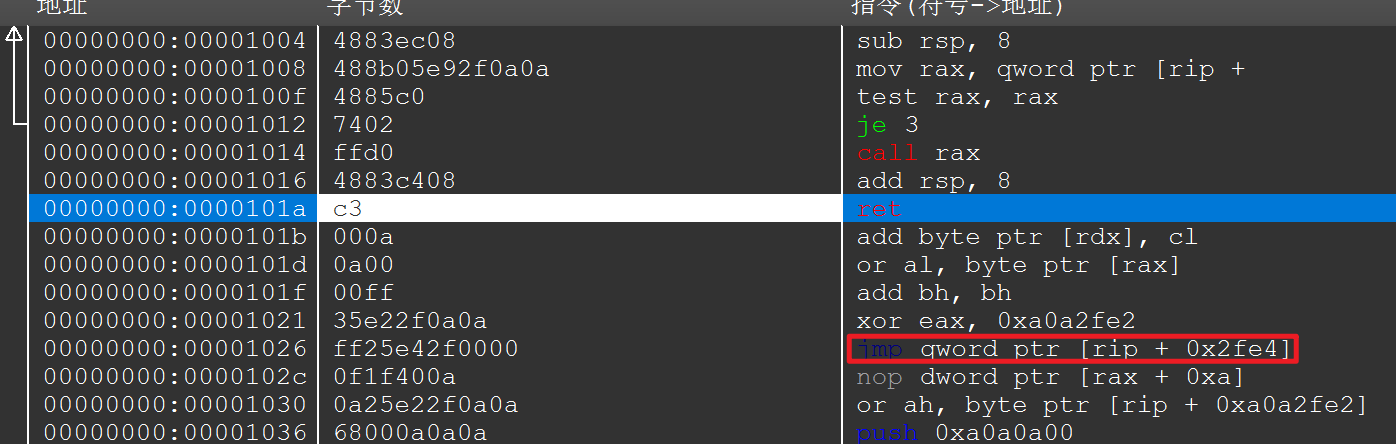 地址 字节数 指令(符号->地址)
00000000:00001004 4883ec08 sub rsp, 8
00000000:00001008 488b05e92f0a0a mov rax, qword ptr [rip +
00000000:0000100f 4885c0 test rax, rax
00000000:00001012 7402 je 3
00000000:00001014 ffd0 call rax
00000000:00001016 4883c408 add rsp, 8
00000000:0000101a c3 ret
00000000:0000101b 000a add byte ptr [rdx], cl
00000000:0000101d 0a00 or al, byte ptr [rax]
00000000:0000101f 00ff add bh, bh
00000000:00001021 35e22f0a0a xor eax, 0xa0a2fe2
00000000:00001026 ff25e42f0000 jmp qword ptr [rip + 0x2fe4]
00000000:0000102c 0f1f400a nop dword ptr [rax + 0xa]
00000000:00001030 0a25e22f0a0a or ah, byte ptr [rip + 0xa0a2fe2]
00000000:00001036 68000a0a0a push 0xa0a0a00